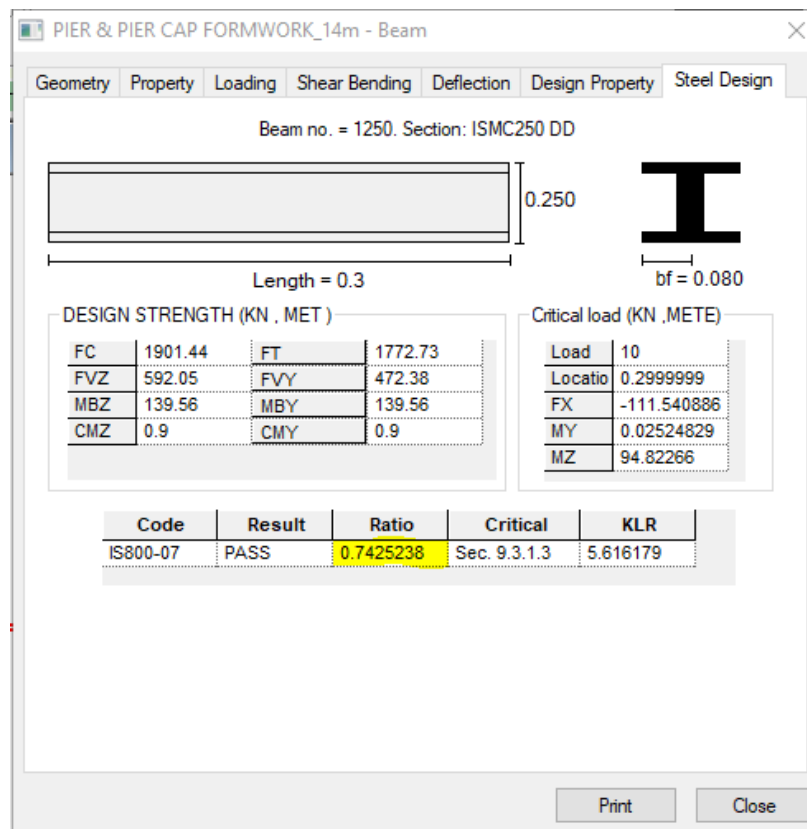 PIER & PIER CAP FORMWORK_14m - Beam
Geometry Property Loading Shear Bending Deflection Design Property Steel Design
Beam no. = 1250. Section: ISMC250 DD
0.250
Length = 0.3
bf = 0.080
DESIGN STRENGTH (KN , MET )
FC 1901.44 FT 1772.73
FVZ 592.05 FVY 472.38
MBZ 139.56 MBY 139.56
CMZ 0.9 CMY 0.9
Critical load (KN ,METE)
Load 10
Locatio 0.2999999
FX -111.540886
MY 0.02524829
MZ 94.82266
Code Result Ratio Critical KLR
IS800-07 PASS 0.7425238 Sec. 9.3.1.3 5.616179
Print Close